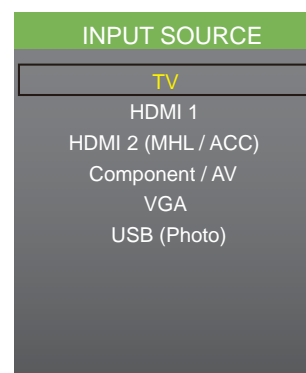 INPUT SOURCE
TV
HDMI 1
HDMI 2 (MHL / ACC)
Component / AV
VGA
USB (Photo)